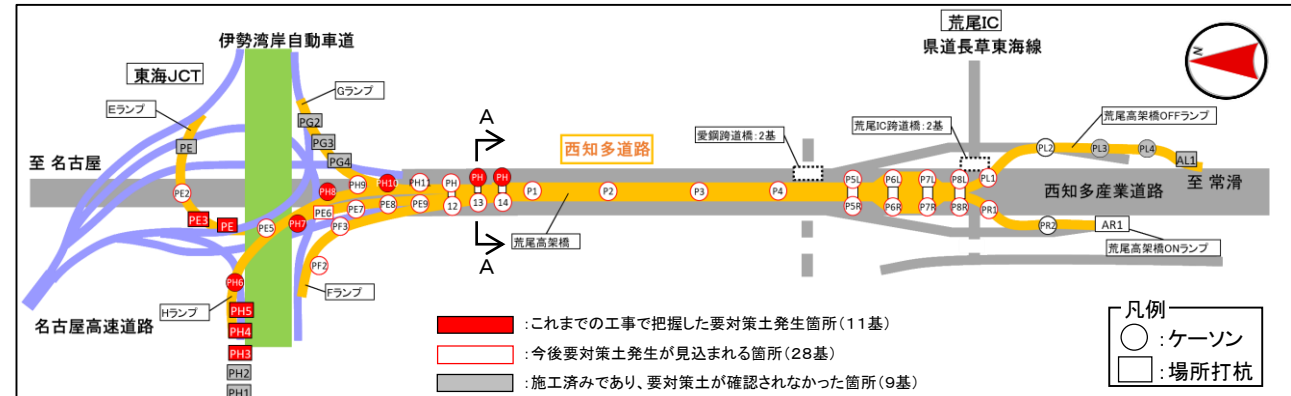 伊勢湾岸自動車道
東海JCT
Eランプ
Gランプ
PE
PG2
PG3
PG4
至 名古屋
PE2
PE3
PE
PE5
PH8
PH9
PH10
PH11
PH
PH
PH
PH7
PE6
PE7
PE8
PE9
12
13
14
PF3
PF2
PH6
PH5
PH4
PH3
PH2
PH1
Hランプ
Fランプ
名古屋高速道路
A
A
西知多道路
P1
P2
P3
P4
荒尾高架橋
愛鋼跨道橋:2基
荒尾IC跨道橋:2基
荒尾IC
県道長草東海線
P5L
P6L
P7L
P8L
PL1
P5R
P6R
P7R
P8R
PR1
PL2
PL3
PL4
AL1
PR2
AR1
荒尾高架橋OFFランプ
西知多産業道路
至 常滑
荒尾高架橋ONランプ
N
:これまでの工事で把握した要対策土発生箇所(11基)
:今後要対策土発生が見込まれる箇所(28基)
:施工済みであり、要対策土が確認されなかった箇所(9基)
凡例
:ケーソン
:場所打杭